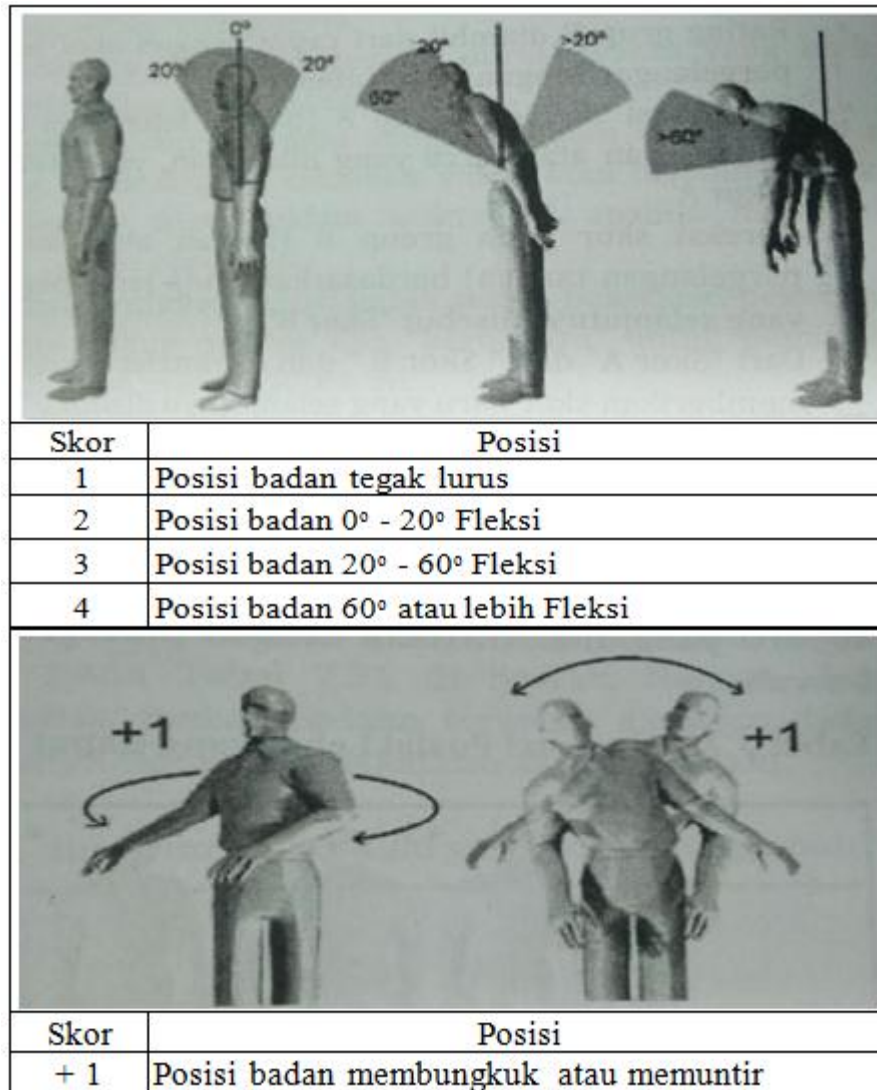 0°
20° 20°
20° >20°
60°
>60°
Skor Posisi
1 Posisi badan tegak lurus
2 Posisi badan 0° - 20° Fleksi
3 Posisi badan 20° - 60° Fleksi
4 Posisi badan 60° atau lebih Fleksi
+1 +1
Skor Posisi
+ 1 Posisi badan membungkuk atau memuntir